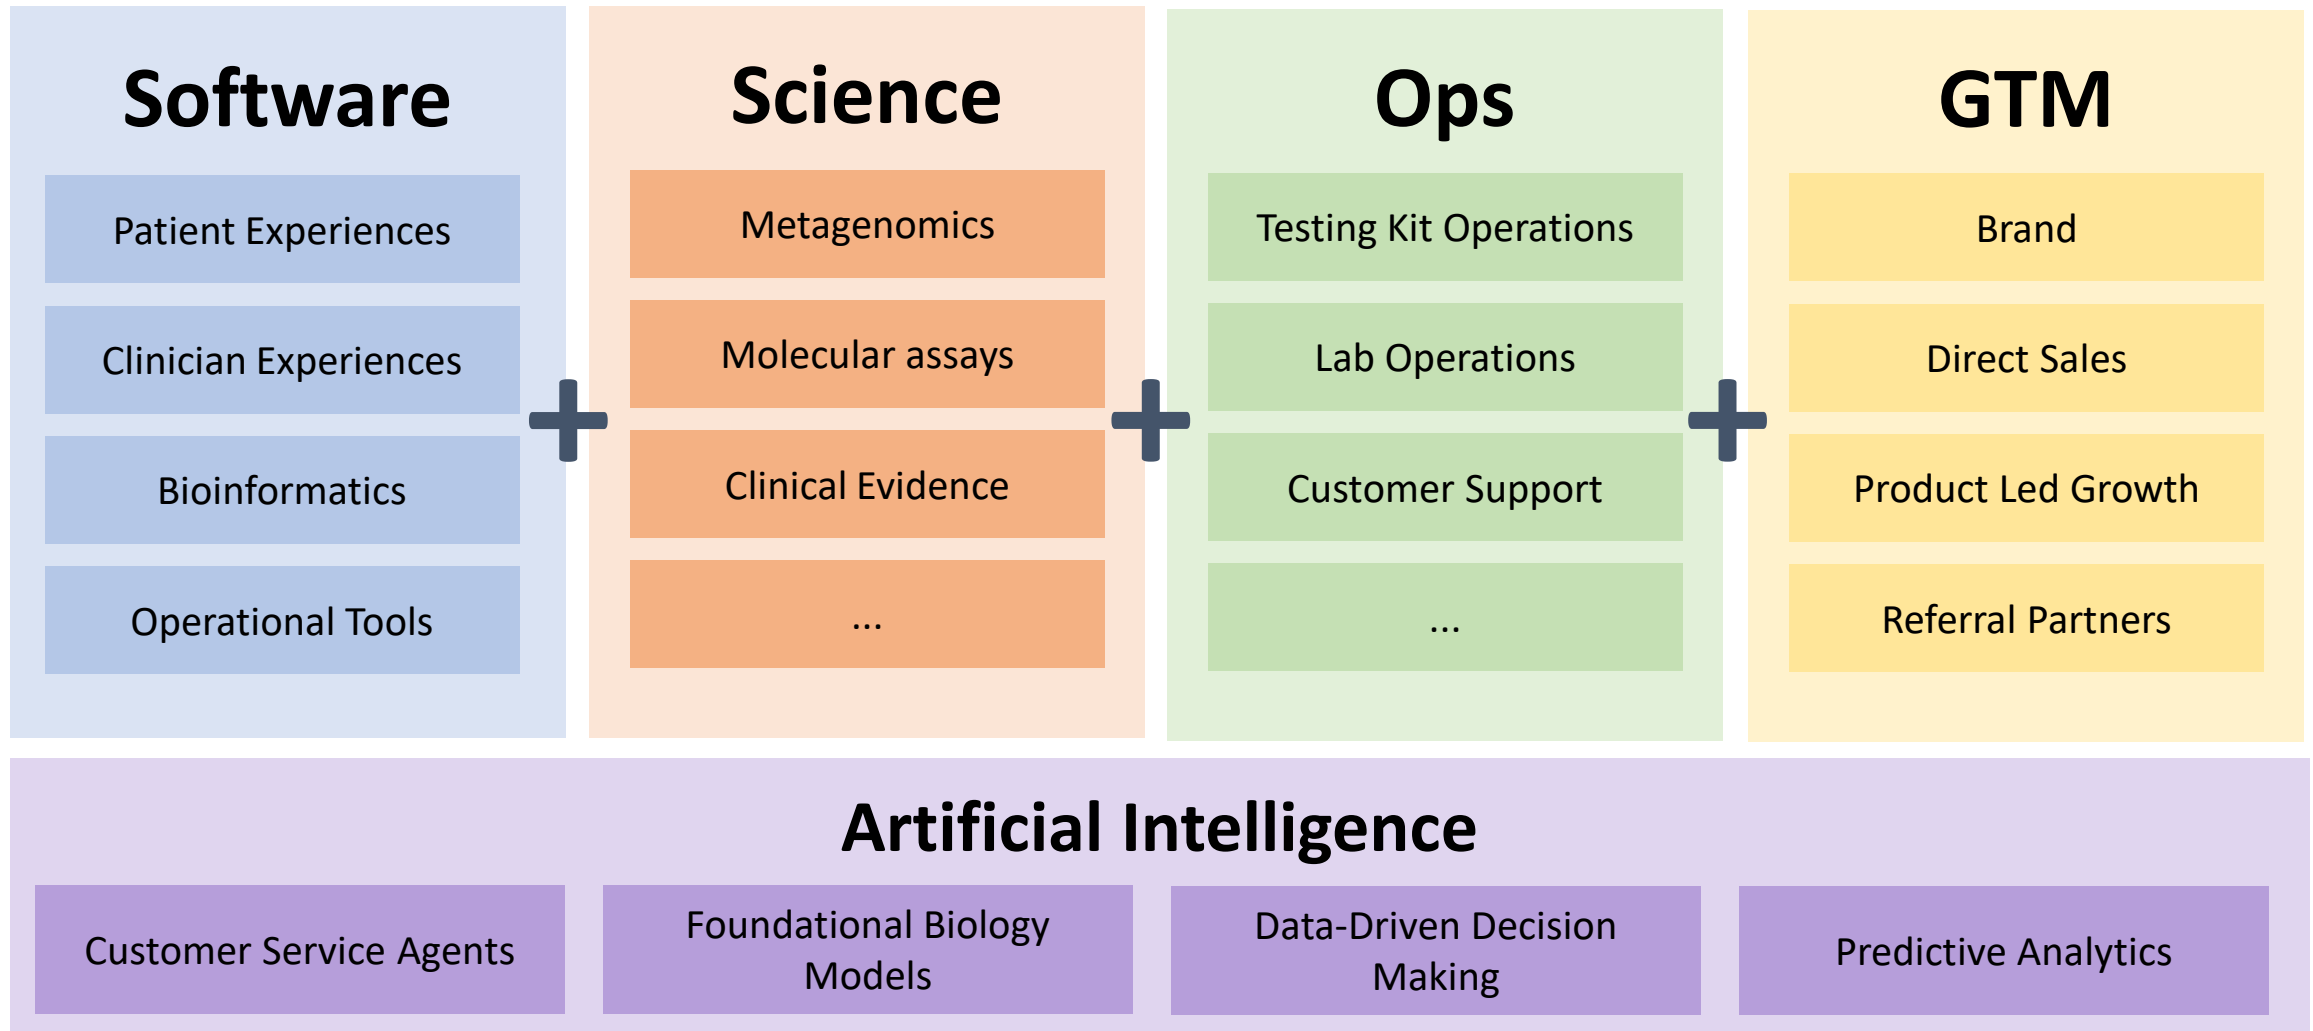 Software
Patient Experiences
Clinician Experiences
Bioinformatics
Operational Tools
Science
Metagenomics
Molecular assays
Clinical Evidence
...
Ops
Testing Kit Operations
Lab Operations
Customer Support
...
GTM
Brand
Direct Sales
Product Led Growth
Referral Partners
Artificial Intelligence
Customer Service Agents
Foundational Biology
Models
Data-Driven Decision
Making
Predictive Analytics